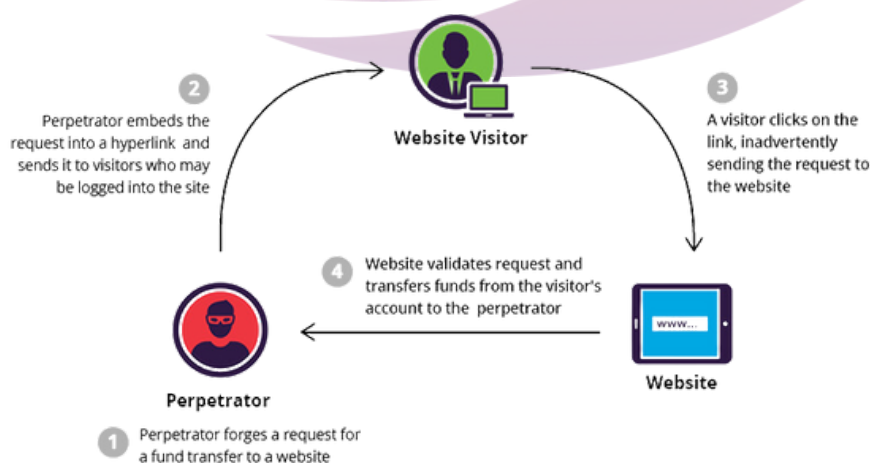 Website Visitor
2
Perpetrator embeds the
request into a hyperlink and
sends it to visitors who may
be logged into the site
3
A visitor clicks on the
link, inadvertently
sending the request to
the website
4
Website validates request and
transfers funds from the visitor's
account to the perpetrator
www...
Website
Perpetrator
1
Perpetrator forges a request for
a fund transfer to a website